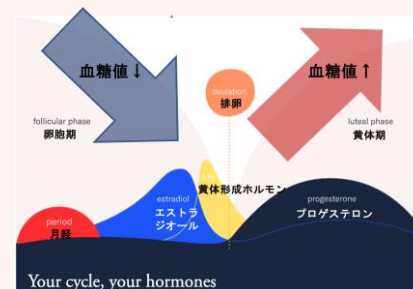 血糖値↓
血糖値↑
ovulation
排卵
follicular phase
卵胞期
luteal phase
黄体期
estradiol
エストラ
ジオール
LH
黄体形成ホルモン
progesterone
プロゲステロン
period
月経
Your cycle, your hormones